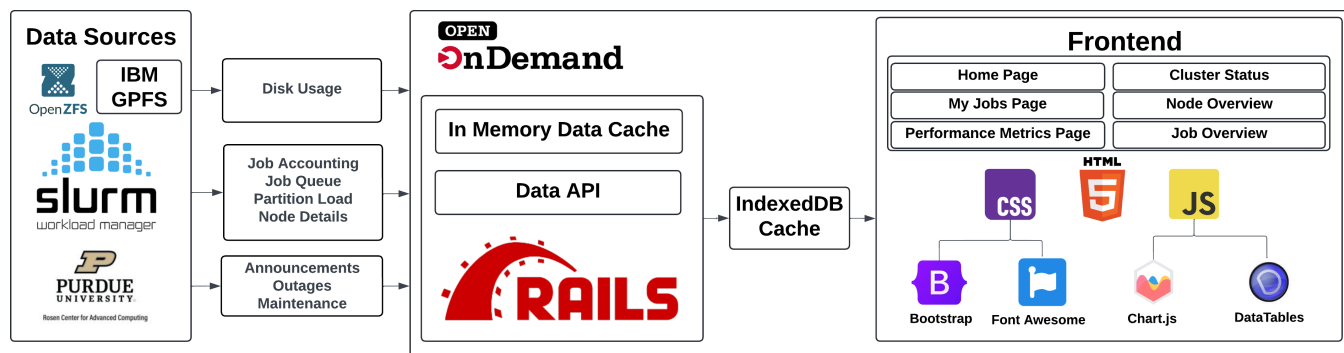 Data Sources
OpenZFS
IBM
GPFS
slurm
workload manager
PURDUE
UNIVERSITY
Rosen Center for Advanced Computing
Disk Usage
Job Accounting
Job Queue
Partition Load
Node Details
Announcements
Outages
Maintenance
OPEN
OnDemand
In Memory Data Cache
Data API
RAILS
IndexedDB
Cache
Frontend
Home Page
Cluster Status
My Jobs Page
Node Overview
Performance Metrics Page
Job Overview
CSS
HTML
5
JS
B
Bootstrap
Font Awesome
Chart.js
DataTables